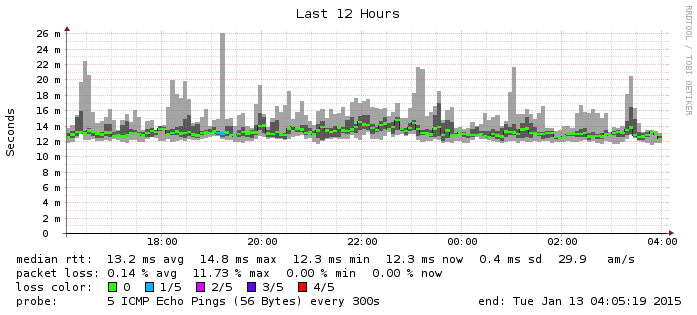 Last 12 Hours
RRDTOOL / TOBI OETIKER
Seconds
26 m
24 m
22 m
20 m
18 m
16 m
14 m
12 m
10 m
8 m
6 m
4 m
2 m
0
18:00 20:00 22:00 00:00 02:00 04:00
median rtt: 13.2 ms avg 14.8 ms max 12.3 ms min 12.3 ms now 0.4 ms sd 29.9 am/s
packet loss: 0.14 % avg 11.73 % max 0.00 % min 0.00 % now
loss color: 0 1/5 2/5 3/5 4/5
probe: 5 ICMP Echo Pings (56 Bytes) every 300s end: Tue Jan 13 04:05:19 2015